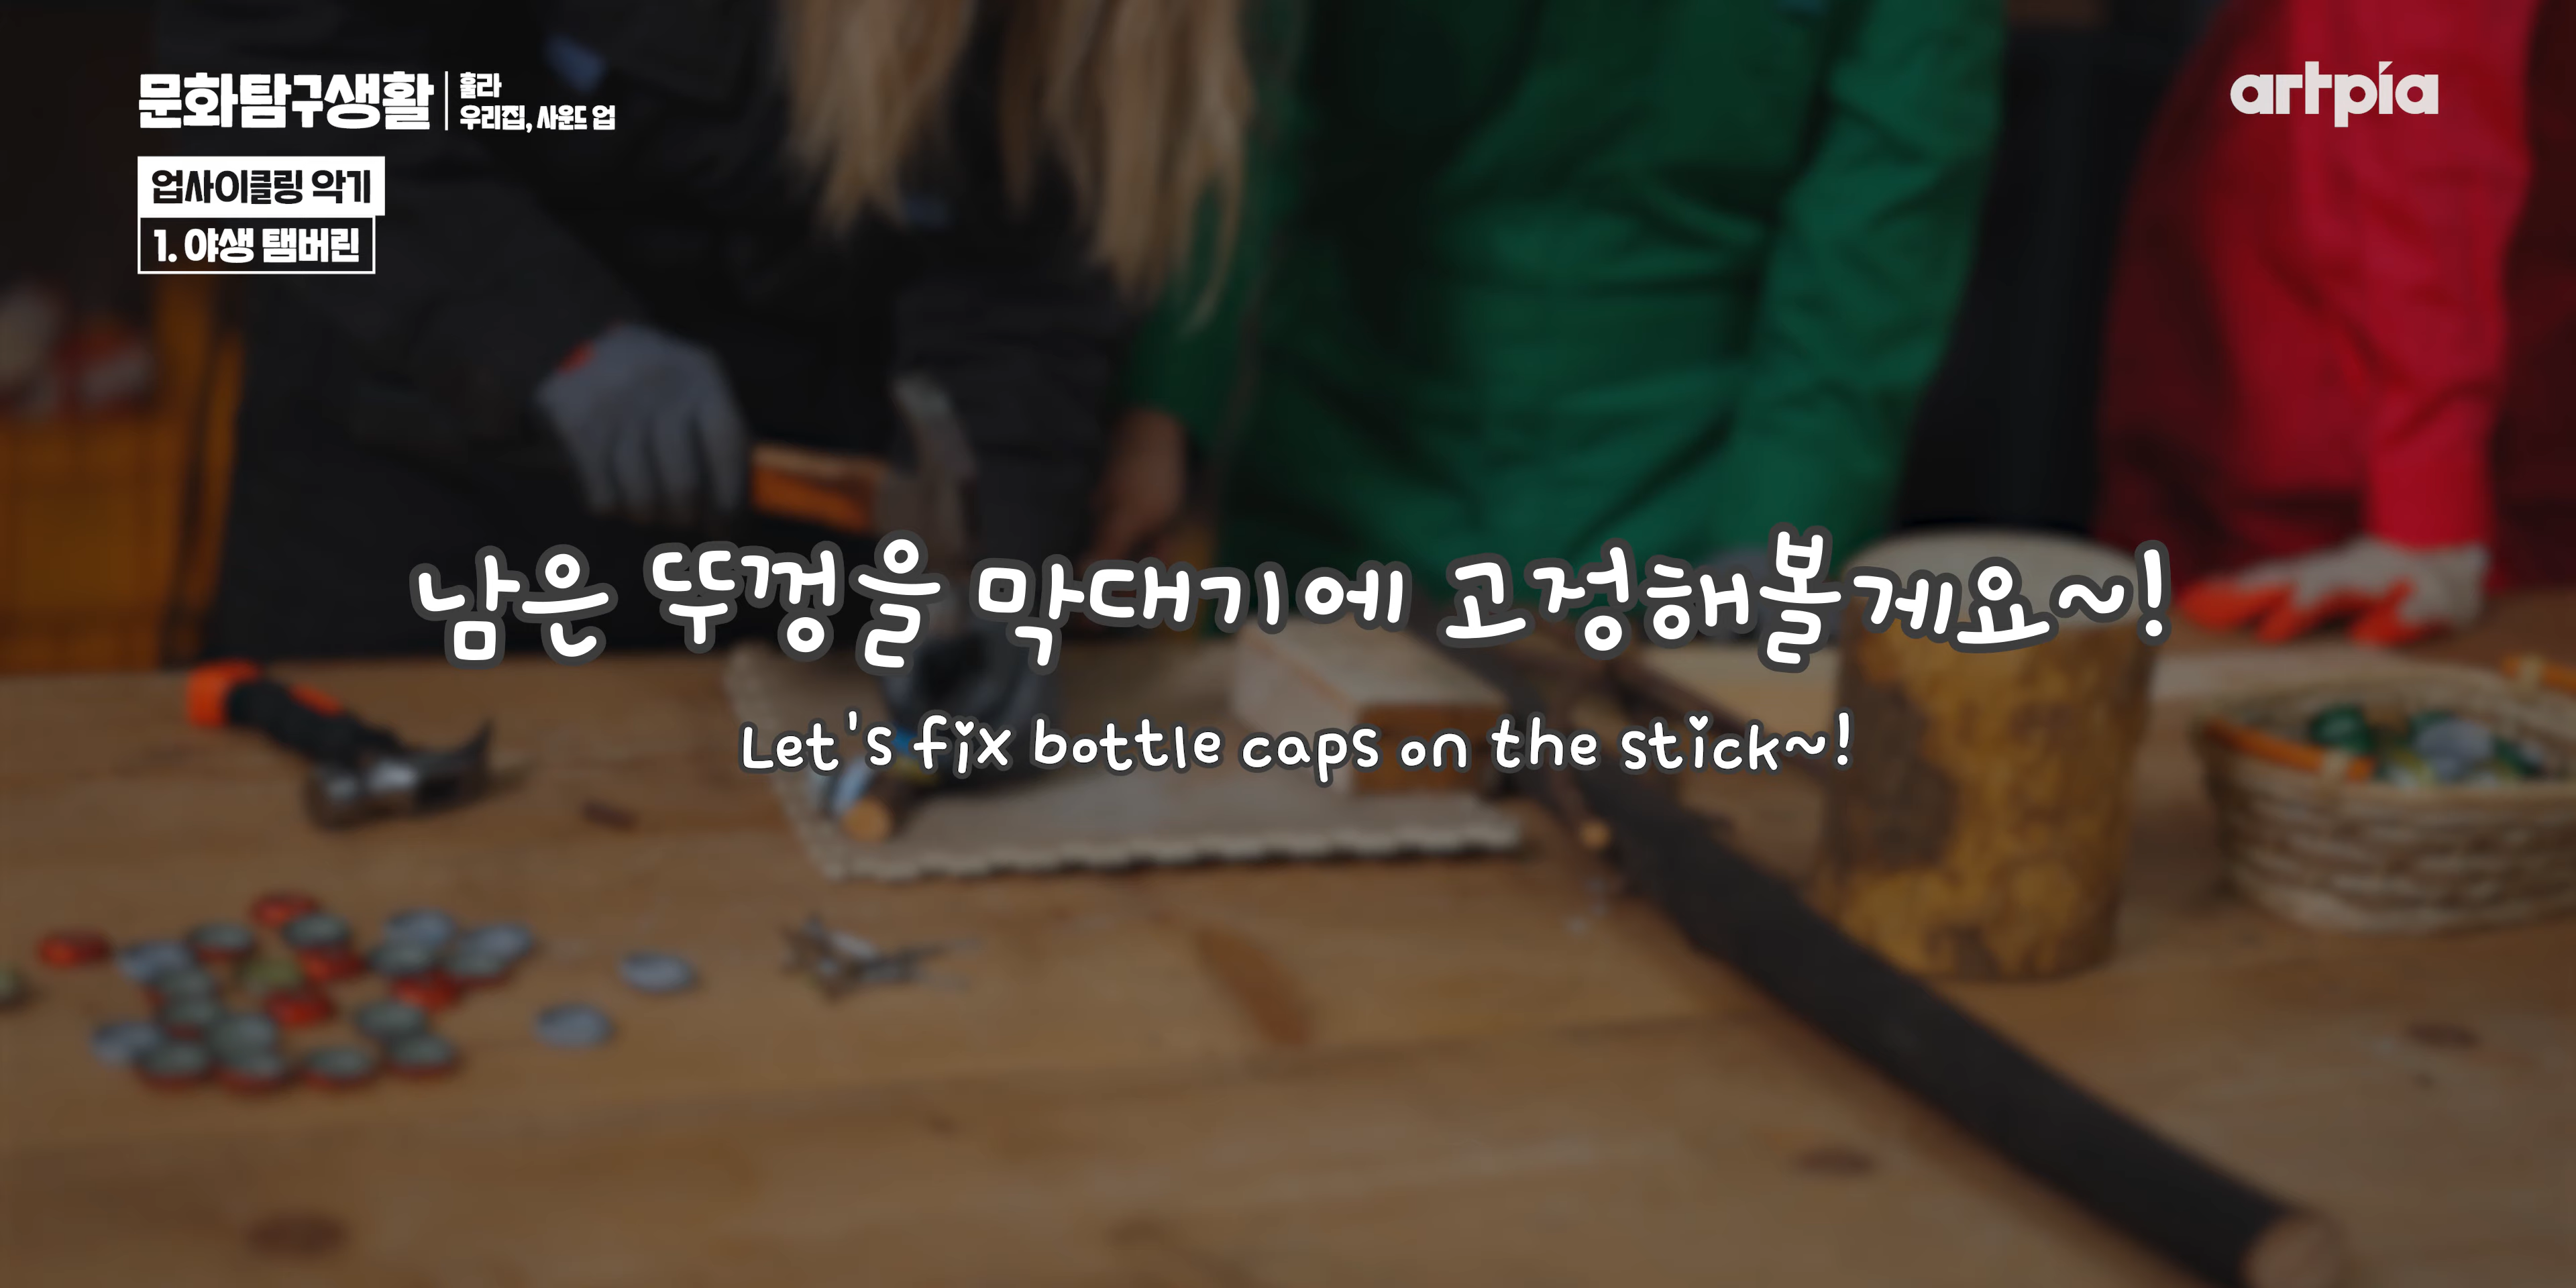 문화탐구생활
훌라
우리집, 사운드 업
artpia
업사이클링 악기
1. 야생 탬버린
남은 뚜껑을 막대기에 고정해볼게요~!
Let's fix bottle caps on the stick~!